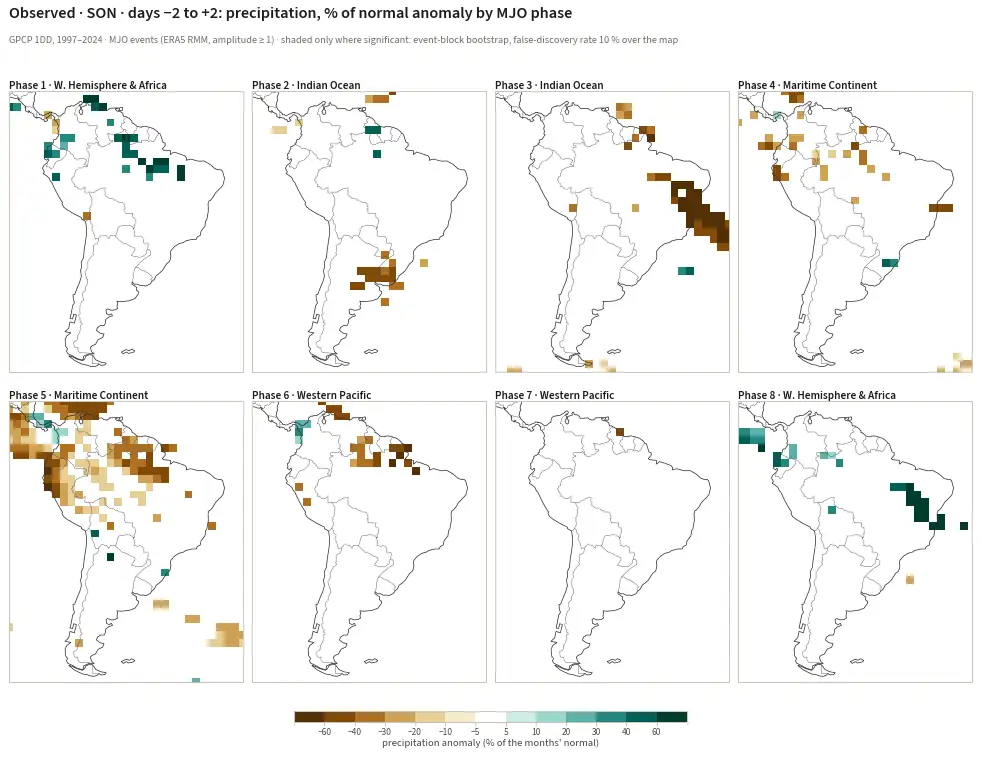 Observed · SON · days −2 to +2: precipitation, % of normal anomaly by MJO phase
GPCP 1DD, 1997–2024 · MJO events (ERA5 RMM, amplitude ≥ 1) · shaded only where significant: event-block bootstrap, false-discovery rate 10 % over the map
Phase 1 · W. Hemisphere & Africa
Phase 2 · Indian Ocean
Phase 3 · Indian Ocean
Phase 4 · Maritime Continent
Phase 5 · Maritime Continent
Phase 6 · Western Pacific
Phase 7 · Western Pacific
Phase 8 · W. Hemisphere & Africa
−60 −40 −30 −20 −10 −5 5 10 20 30 40 60
precipitation anomaly (% of the months' normal)